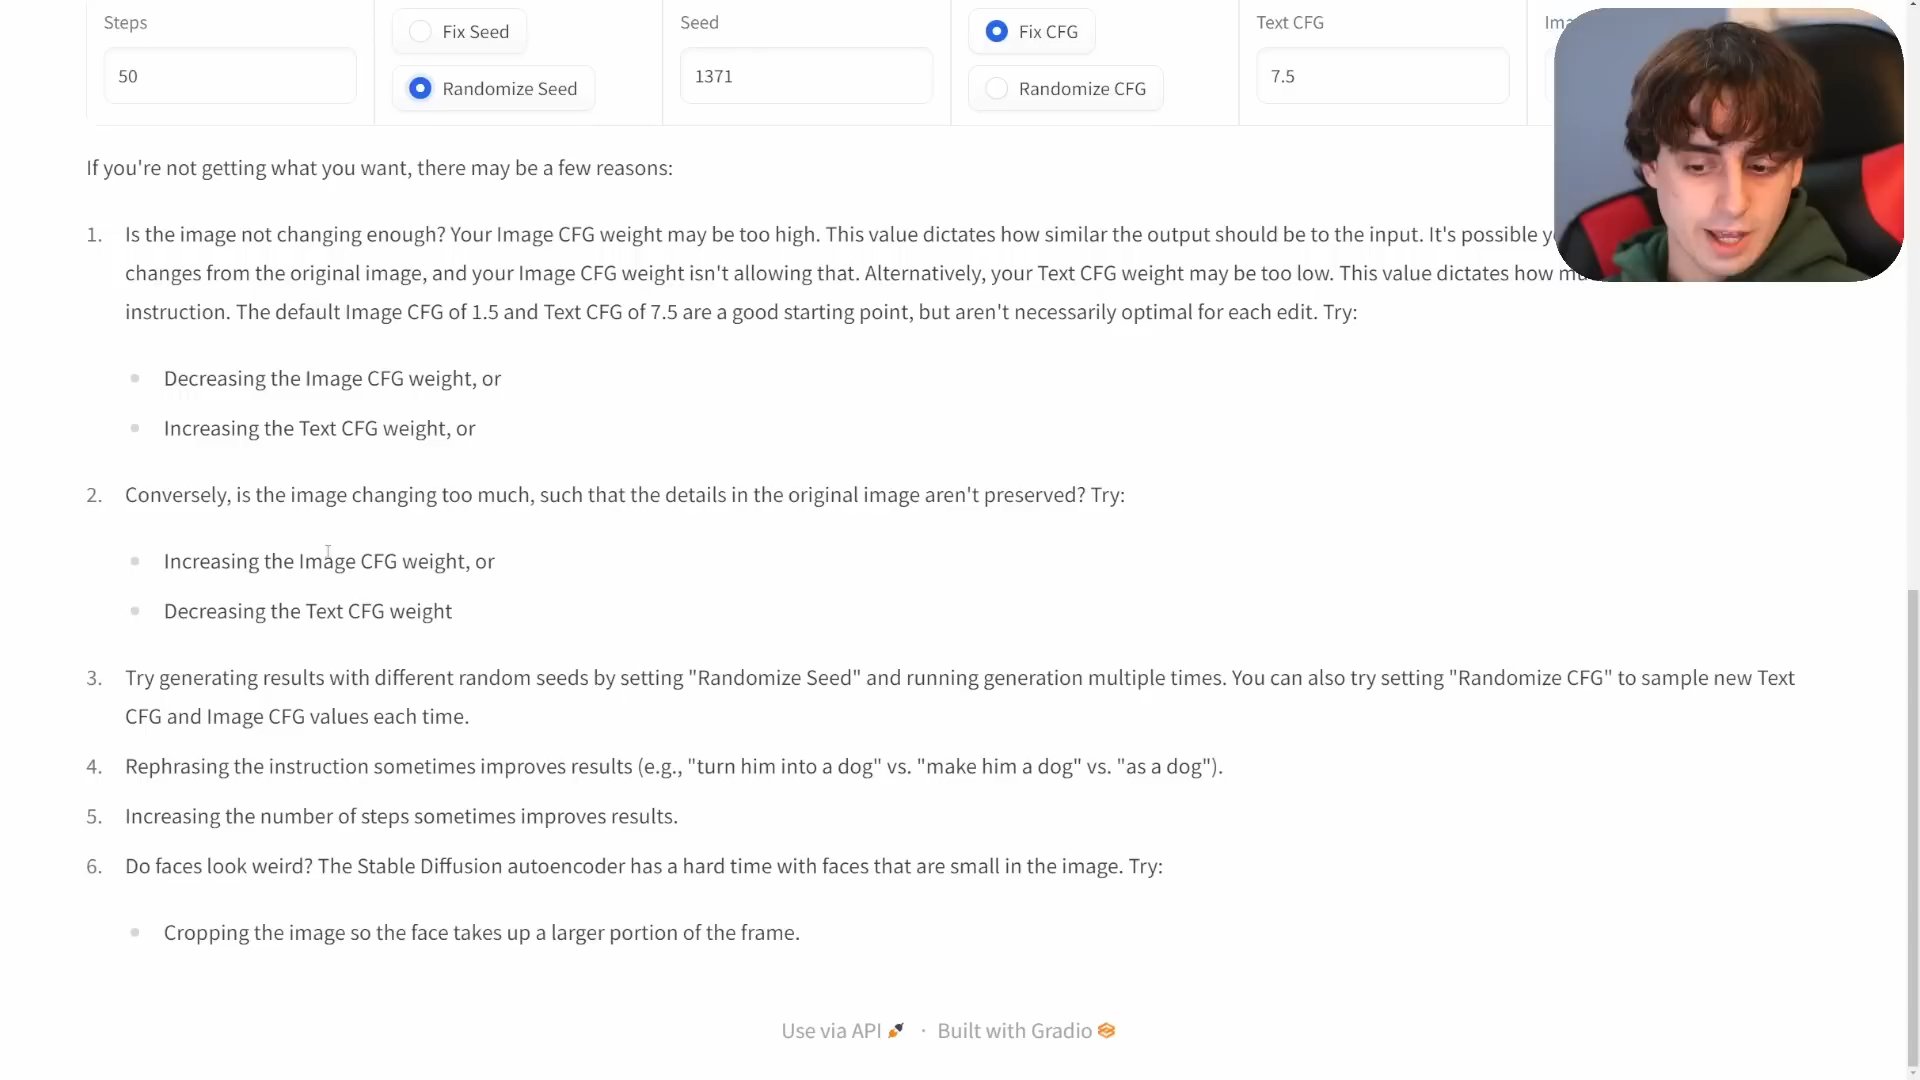 Steps
Fix Seed
Seed
Fix CFG
Text CFG
50
1371
7.5
Randomize Seed
Randomize CFG
If you're not getting what you want, there may be a few reasons:
1. Is the image not changing enough? Your Image CFG weight may be too high. This value dictates how similar the output should be to the input. It's possible
changes from the original image, and your Image CFG weight isn't allowing that. Alternatively, your Text CFG weight may be too low. This value dictates how
instruction. The default Image CFG of 1.5 and Text CFG of 7.5 are a good starting point, but aren't necessarily optimal for each edit. Try:
Decreasing the Image CFG weight, or
Increasing the Text CFG weight, or
2. Conversely, is the image changing too much, such that the details in the original image aren't preserved? Try:
Increasing the Image CFG weight, or
Decreasing the Text CFG weight
3. Try generating results with different random seeds by setting "Randomize Seed" and running generation multiple times. You can also try setting "Randomize CFG" to sample new Text
CFG and Image CFG values each time.
4. Rephrasing the instruction sometimes improves results (e.g., "turn him into a dog" vs. "make him a dog" vs. "as a dog").
5. Increasing the number of steps sometimes improves results.
6. Do faces look weird? The Stable Diffusion autoencoder has a hard time with faces that are small in the image. Try:
Cropping the image so the face takes up a larger portion of the frame.
Use via API · Built with Gradio